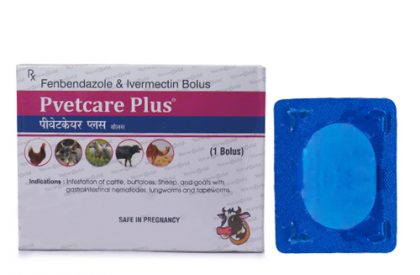 Rx
Fenbendazole & Ivermectin Bolus
Pvetcare Plus®
पीवेटकेयर प्लस बोलस
(1 Bolus)
Indications : Infestation of cattle, buffaloes, Sheep, and goats with
gastrointestinal nematodes, lungworms and tapeworms.
SAFE IN PREGNANCY